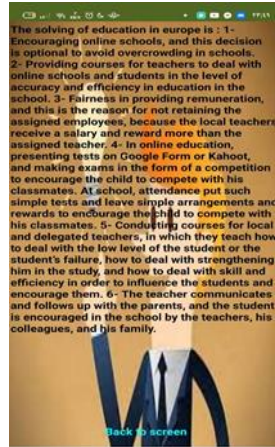 The solving of education in europe is : 1-
Encouraging online schools, and this decision
is optional to avoid overcrowding in schools.
2- Providing courses for teachers to deal with
online schools and students in the level of
accuracy and efficiency in education in the
school. 3- Fairness in providing remuneration,
and this is the reason for not retaining the
assigned employees, because the local teachers
receive a salary and reward more than the
assigned teacher. 4- In online education,
presenting tests on Google Form or Kahoot,
and making exams in the form of a competition
to encourage the child to compete with his
classmates. At school, attendance put such
simple tests and leave simple arrangements and
rewards to encourage the child to compete with
his classmates. 5- Conducting courses for local
and delegated teachers, in which they teach how
to deal with the low level of the student or the
student's failure, how to deal with strengthening
him in the study, and how to deal with skill and
efficiency in order to influence the students and
encourage them. 6- The teacher communicates
and follows up with the parents, and the student
is encouraged in the school by the teachers, his
colleagues, and his family.
Back to screen